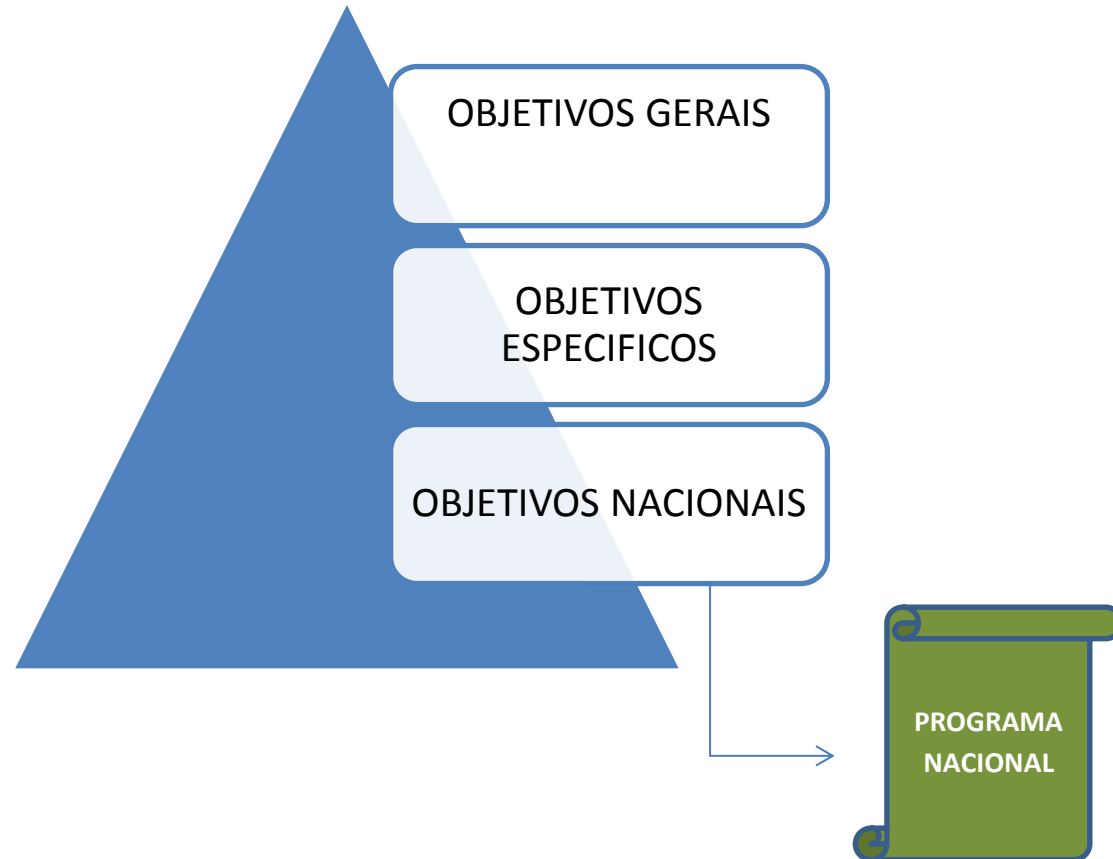 OBJETIVOS GERAIS
OBJETIVOS
ESPECIFICOS
OBJETIVOS NACIONAIS
PROGRAMA
NACIONAL